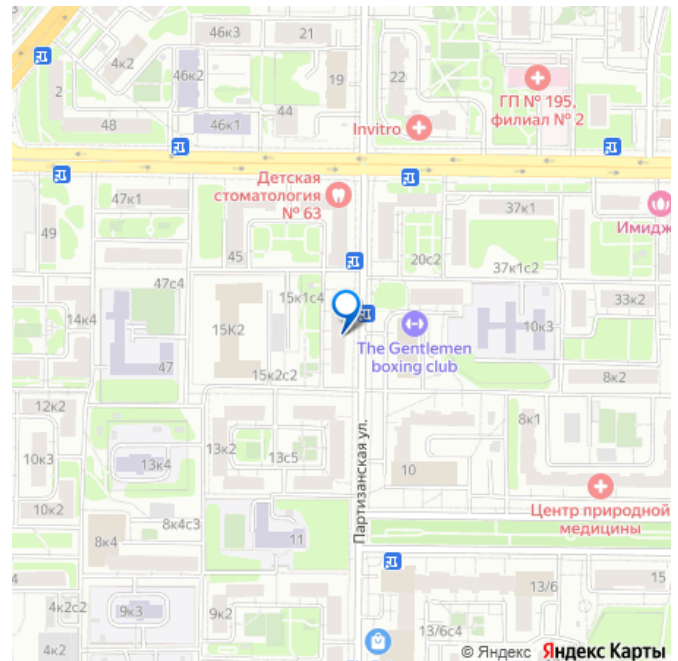 46к3
21
4к2
46к2
19
22
2
44
ГП № 195,
филиал № 2
48
46к1
Invitro
Детская
стоматология
№ 63
47к1
37к1
Имидж
49
45
20с2
37к1с2
47с4
15к1с4
33к2
14к4
15К2
10к3
The Gentlemen
boxing club
47
15к2с2
8к2
12к2
8к1
13к2
10к3
13к4
13с5
10
Партизанская ул.
Центр природной
медицины
10к2
8к4с3
11
8к4
4
13/6
15
4к2с2
9к3
9к2
13/6с4
4к2
© Яндекс Яндекс Карты